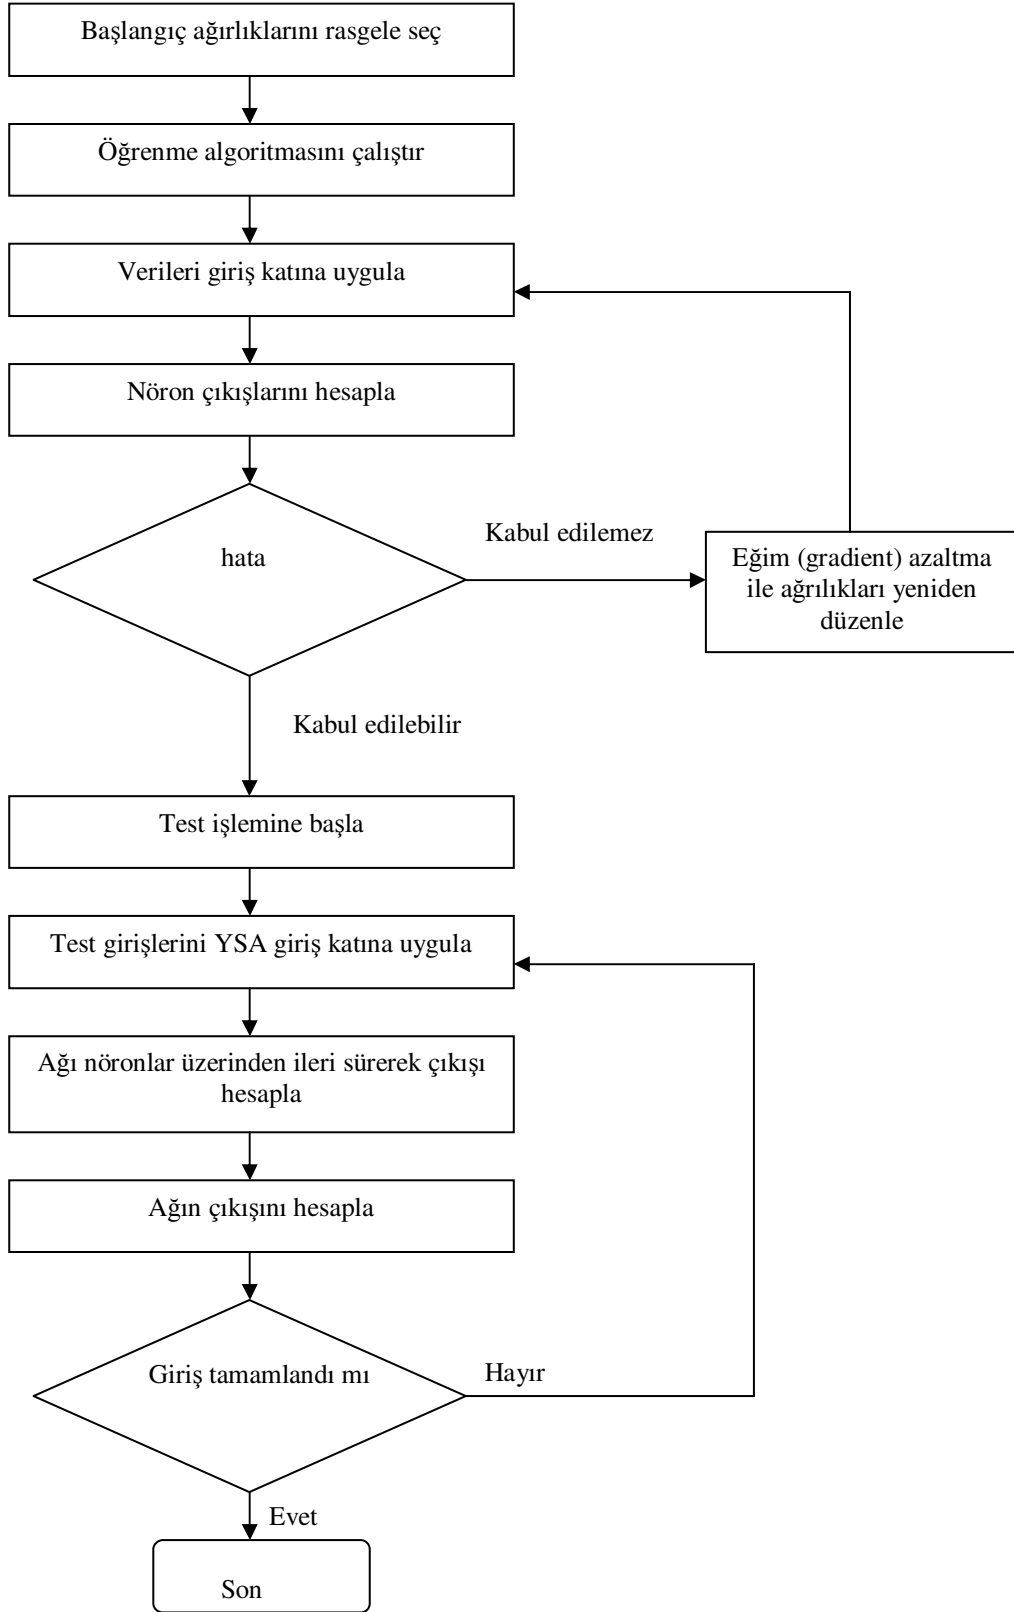 Başlangıç ağırlıklarını rasgele seç
Öğrenme algoritmasını çalıştır
Verileri giriş katına uygula
Nöron çıkışlarını hesapla
hata
Kabul edilemez
Eğim (gradient) azaltma
ile ağrılıkları yeniden
düzenle
Kabul edilebilir
Test işlemine başla
Test girişlerini YSA giriş katına uygula
Ağı nöronlar üzerinden ileri sürerek çıkışı
hesapla
Ağın çıkışını hesapla
Giriş tamamlandı mı
Hayır
Evet
Son